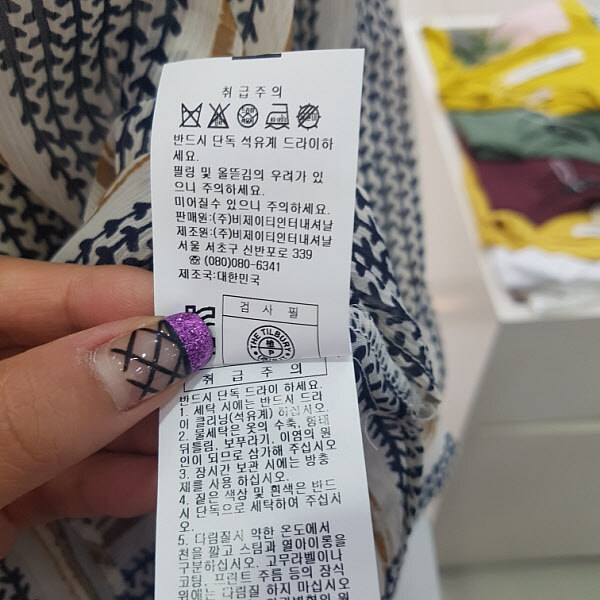 취급주의
반드시 단독 석유계 드라이하
세요.
필링 및 올뜯김의 우려가 있
으니 주의하세요.
미어질수 있으니 주의하세요.
판매원:(주)비제이티인터내셔날
제조원:(주)비제이티인터내셔날
서울 서초구 신반포로 339
☎ (080)080-6341
제조국:대한민국
검사필
THE TILBURY
취급주의
반드시 단독 드라이 하세요.
1. 세탁 시에는 반드시 드라
이 클리닝(석유계) 하십시오.
2. 물세탁은 옷의 수축, 형태
뒤틀림, 보푸라기, 이염의 원
인이 되므로 삼가해 주십시오
3. 장시간 보관 시에는 방충
제를 사용 하십시오.
4. 짙은 색상 및 흰색은 반드
시 단독으로 세탁하여 주십시
오.
5. 다림질시 약한 온도에서
천을 깔고 스팀과 열아이롱을
구분하십시오. 고무라벨이나
코팅, 프린트 주름 등의 장식
위에는 다림질 하지 마십시오